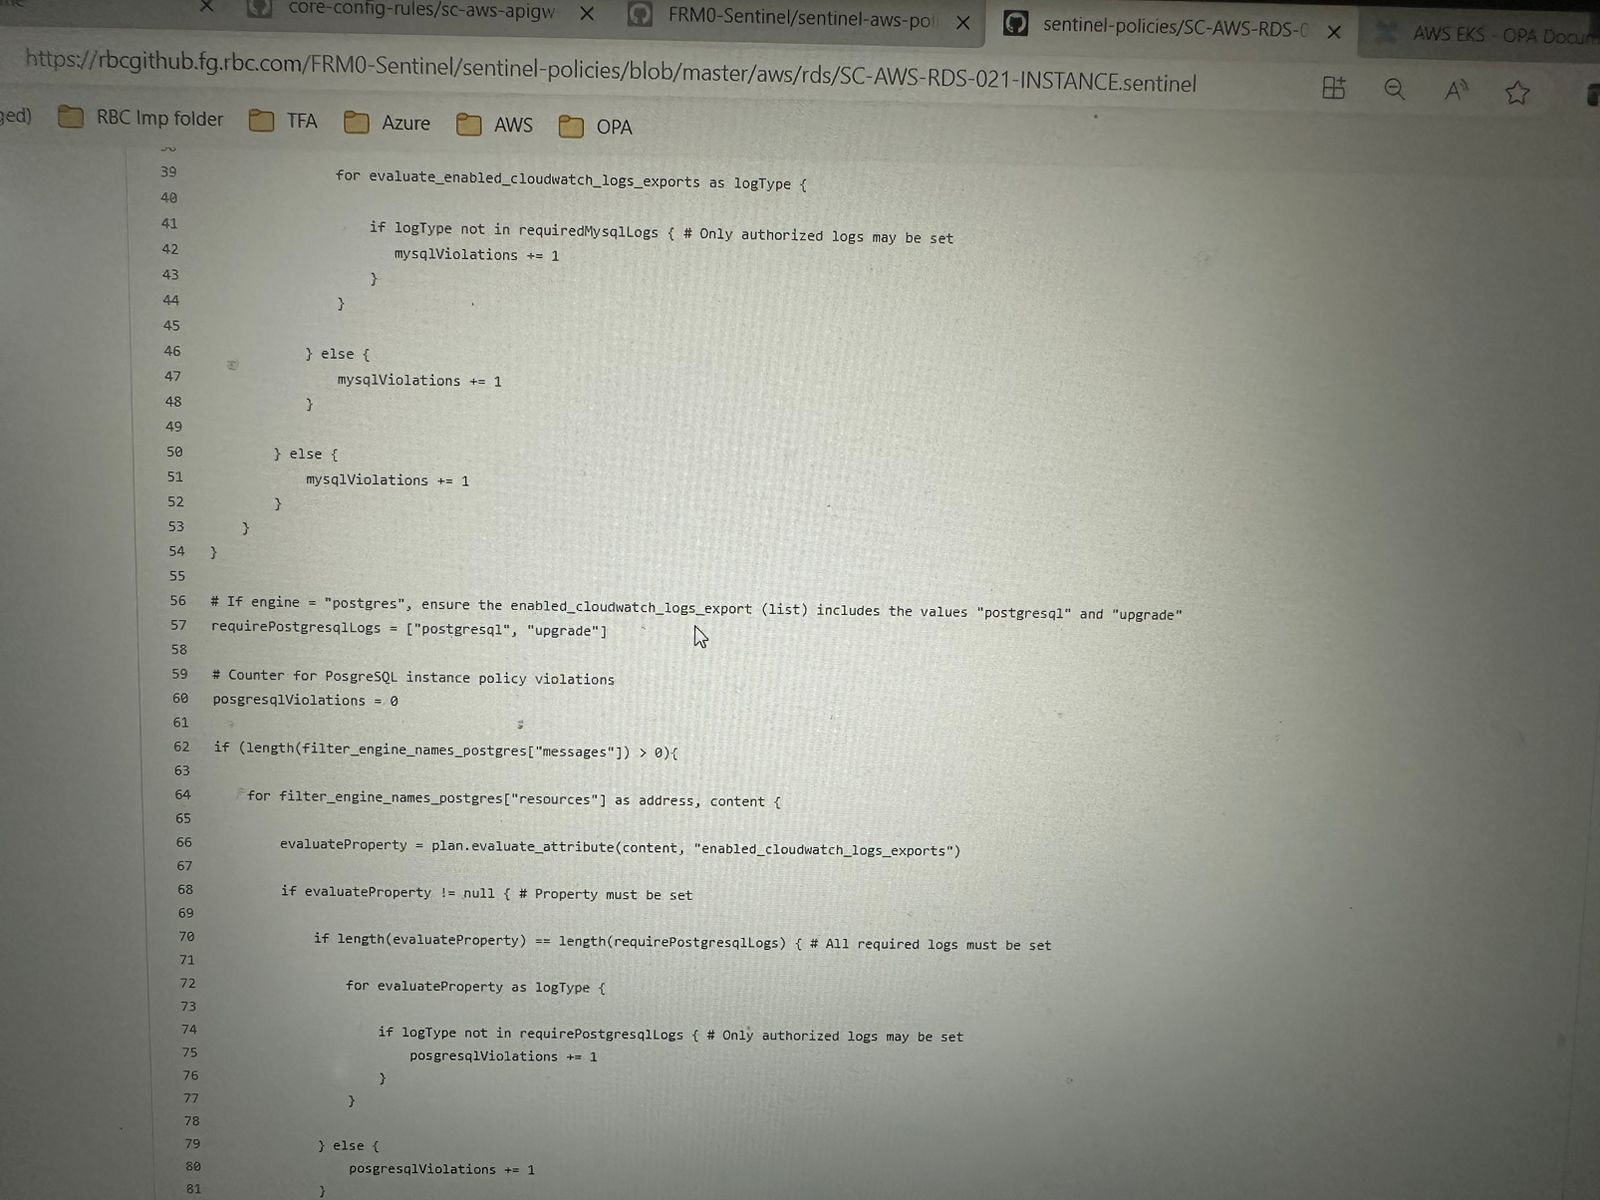 core-config-rules/sc-aws-apigw
FRM0-Sentinel/sentinel-aws-pol
sentinel-policies/SC-AWS-RDS-0
AWS EKS - OPA Docum
https://rbcgithub.fg.rbc.com/FRM0-Sentinel/sentinel-policies/blob/master/aws/rds/SC-AWS-RDS-021-INSTANCE.sentinel
ged) RBC Imp folder TFA Azure AWS OPA
39 for evaluate_enabled_cloudwatch_logs_exports as logType {
40
41 if logType not in requiredMysqlLogs { # Only authorized logs may be set
42 mysqlViolations += 1
43 }
44 }
45
46 } else {
47 mysqlViolations += 1
48 }
49
50 } else {
51 mysqlViolations += 1
52 }
53 }
54 }
55
56 # If engine = "postgres", ensure the enabled_cloudwatch_logs_export (list) includes the values "postgresql" and "upgrade"
57 requirePostgresqlLogs = ["postgresql", "upgrade"]
58
59 # Counter for PosgreSQL instance policy violations
60 posgresqlViolations = 0
61
62 if (length(filter_engine_names_postgres["messages"]) > 0){
63
64 for filter_engine_names_postgres["resources"] as address, content {
65
66 evaluateProperty = plan.evaluate_attribute(content, "enabled_cloudwatch_logs_exports")
67
68 if evaluateProperty != null { # Property must be set
69
70 if length(evaluateProperty) == length(requirePostgresqlLogs) { # All required logs must be set
71
72 for evaluateProperty as logType {
73
74 if logType not in requirePostgresqlLogs { # Only authorized logs may be set
75 posgresqlViolations += 1
76 }
77 }
78
79 } else {
80 posgresqlViolations += 1
81 }